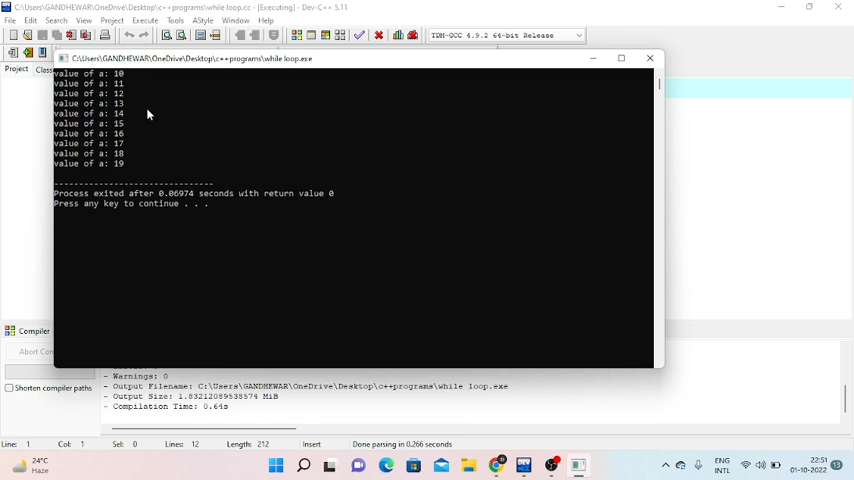 C:\Users\GANDHEWAR\OneDrive\Desktop\c++programs\while loop.cc - [Executing] - Dev-C++ 5.11
File Edit Search View Project Execute Tools AStyle Window Help
TDM-GCC 4.9.2 64-bit Release
Project Class
C:\Users\GANDHEWAR\OneDrive\Desktop\c++programs\while loop.exe
value of a: 10
value of a: 11
value of a: 12
value of a: 13
value of a: 14
value of a: 15
value of a: 16
value of a: 17
value of a: 18
value of a: 19
--------------------------------
Process exited after 0.06974 seconds with return value 0
Press any key to continue . . .
Compiler
Abort Com
Shorten compiler paths
- Warnings: 0
- Output Filename: C:\Users\GANDHEWAR\OneDrive\Desktop\c++programs\while loop.exe
- Output Size: 1.83212089538574 MiB
- Compilation Time: 0.64s
Line: 1 Col: 1 Sel: 0 Lines: 12 Length: 212 Insert Done parsing in 0.266 seconds
24°C
Haze
DEV
ENG
INTL
22:51
01-10-2022
13